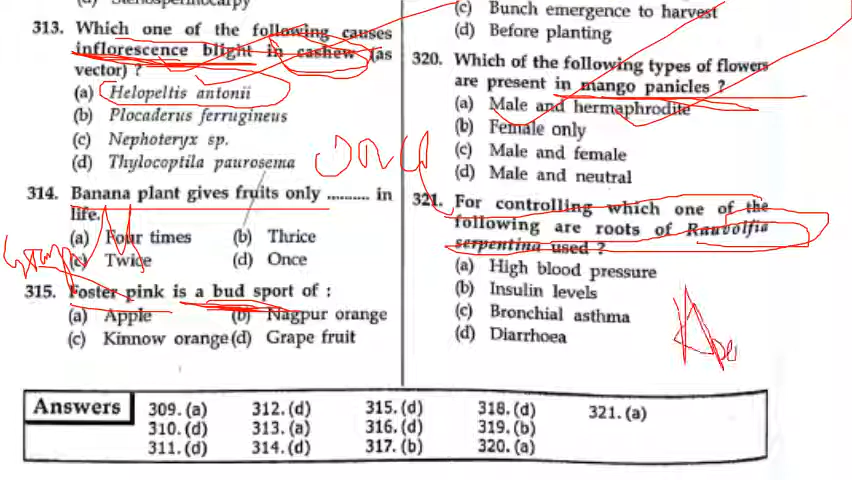 313. Which one of the following causes
inflorescence blight in cashew (as
vector) ?
(a) Helopeltis antonii
(b) Plocaderus ferrugineus
(c) Nephoteryx sp.
(d) Thylocoptila paurosema
314. Banana plant gives fruits only .......... in
life.
(a) Four times (b) Thrice
(c) Twice (d) Once
315. Foster pink is a bud sport of :
(a) Apple (b) Nagpur orange
(c) Kinnow orange (d) Grape fruit
(c) Bunch emergence to harvest
(d) Before planting
320. Which of the following types of flowers
are present in mango panicles ?
(a) Male and hermaphrodite
(b) Female only
(c) Male and female
(d) Male and neutral
once
321. For controlling which one of the
following are roots of Rauvolfia
serpentina used ?
(a) High blood pressure
(b) Insulin levels
(c) Bronchial asthma
(d) Diarrhoea
Answers
309. (a) 312. (d) 315. (d) 318. (d) 321. (a)
310. (d) 313. (a) 316. (d) 319. (b)
311. (d) 314. (d) 317. (b) 320. (a)